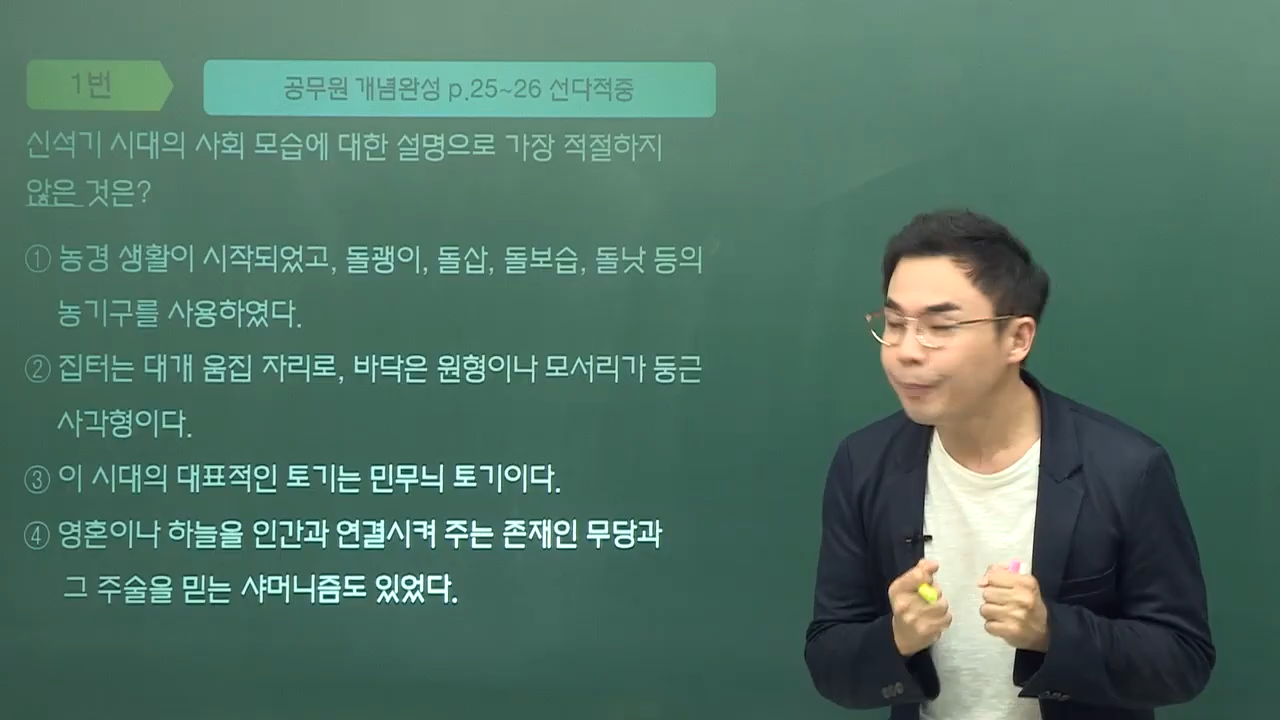 1번
공무원 개념완성 p.25~26 선다적중
신석기 시대의 사회 모습에 대한 설명으로 가장 적절하지
않은 것은?
① 농경 생활이 시작되었고, 돌괭이, 돌삽, 돌보습, 돌낫 등의
농기구를 사용하였다.
② 집터는 대개 움집 자리로, 바닥은 원형이나 모서리가 둥근
사각형이다.
③ 이 시대의 대표적인 토기는 민무늬 토기이다.
④ 영혼이나 하늘을 인간과 연결시켜 주는 존재인 무당과
그 주술을 믿는 샤머니즘도 있었다.